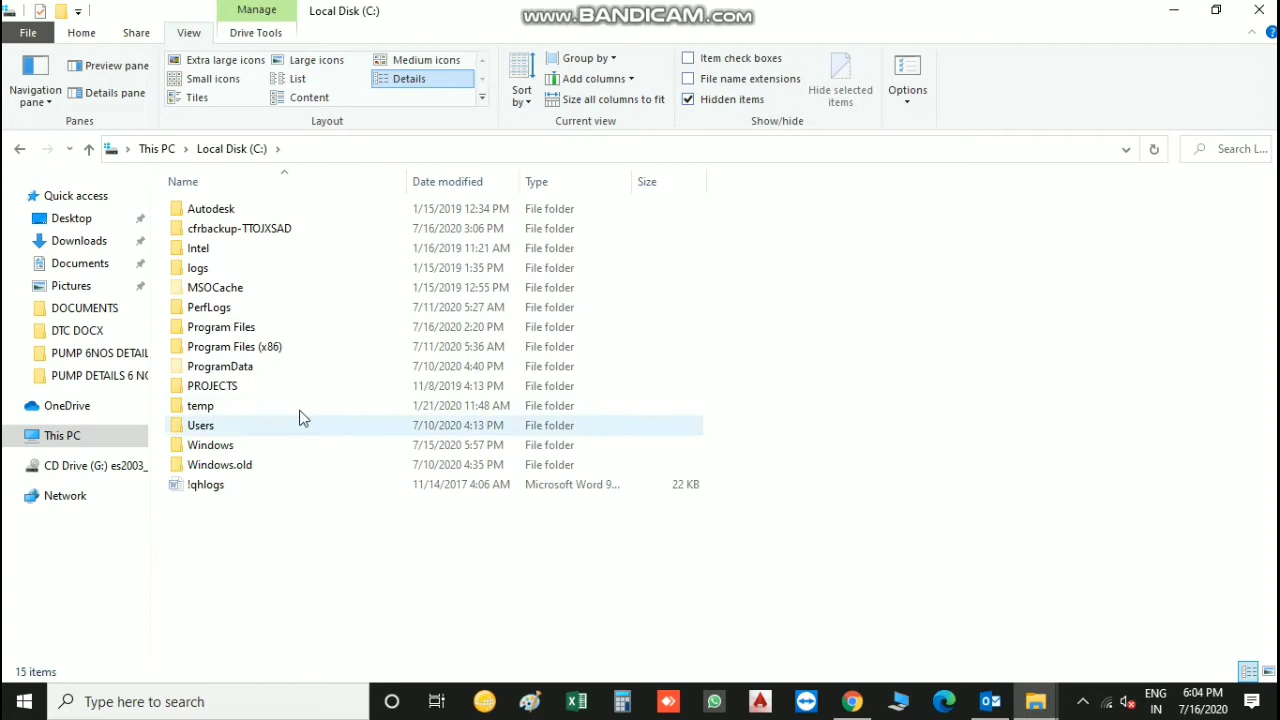 Manage
Local Disk (C:)
www.BANDICAM.com
File
Home
Share
View
Drive Tools
Navigation pane
Preview pane
Details pane
Panes
Extra large icons
Large icons
Medium icons
Small icons
List
Details
Tiles
Content
Layout
Sort by
Group by
Add columns
Size all columns to fit
Current view
Item check boxes
File name extensions
Hidden items
Hide selected items
Show/hide
Options
This PC
Local Disk (C:)
Search L...
Quick access
Desktop
Downloads
Documents
Pictures
DOCUMENTS
DTC DOCX
PUMP 6NOS DETAIL
PUMP DETAILS 6 NO
OneDrive
This PC
CD Drive (G:) es2003_
Network
Name Date modified Type Size
Autodesk 1/15/2019 12:34 PM File folder
cfrbackup-TTOJXSAD 7/16/2020 3:06 PM File folder
Intel 1/16/2019 11:21 AM File folder
logs 1/15/2019 1:35 PM File folder
MSOCache 1/15/2019 12:55 PM File folder
PerfLogs 7/11/2020 5:27 AM File folder
Program Files 7/16/2020 2:20 PM File folder
Program Files (x86) 7/11/2020 5:36 AM File folder
ProgramData 7/10/2020 4:40 PM File folder
PROJECTS 11/8/2019 4:13 PM File folder
temp 1/21/2020 11:48 AM File folder
Users 7/10/2020 4:13 PM File folder
Windows 7/15/2020 5:57 PM File folder
Windows.old 7/10/2020 4:35 PM File folder
!qhlogs 11/14/2017 4:06 AM Microsoft Word 9... 22 KB
15 items
Type here to search
ENG
IN
6:04 PM
7/16/2020